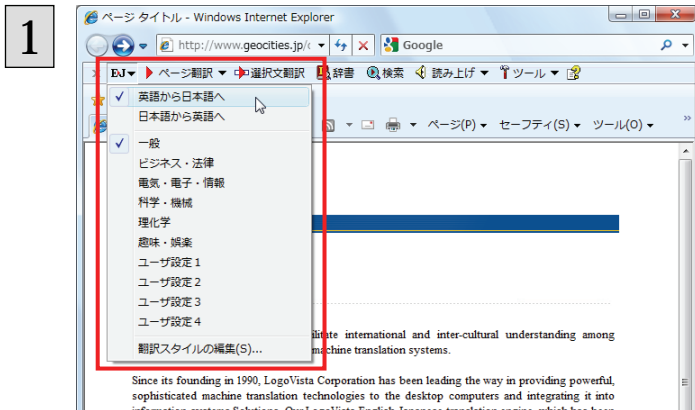 1
ページ タイトル - Windows Internet Explorer
http://www.geocities.jp/
Google
EJ ページ翻訳 選択文翻訳 辞書 検索 読み上げ ツール
英語から日本語へ
日本語から英語へ
ページ(P) セーフティ(S) ツール(O)
一般
ビジネス・法律
電気・電子・情報
科学・機械
理化学
趣味・娯楽
ユーザ設定1
ユーザ設定2
ユーザ設定3
ユーザ設定4
翻訳スタイルの編集(S)...
international and inter-cultural understanding among
machine translation systems.
Since its founding in 1990, LogoVista Corporation has been leading the way in providing powerful,
sophisticated machine translation technologies to the desktop computers and integrating it into